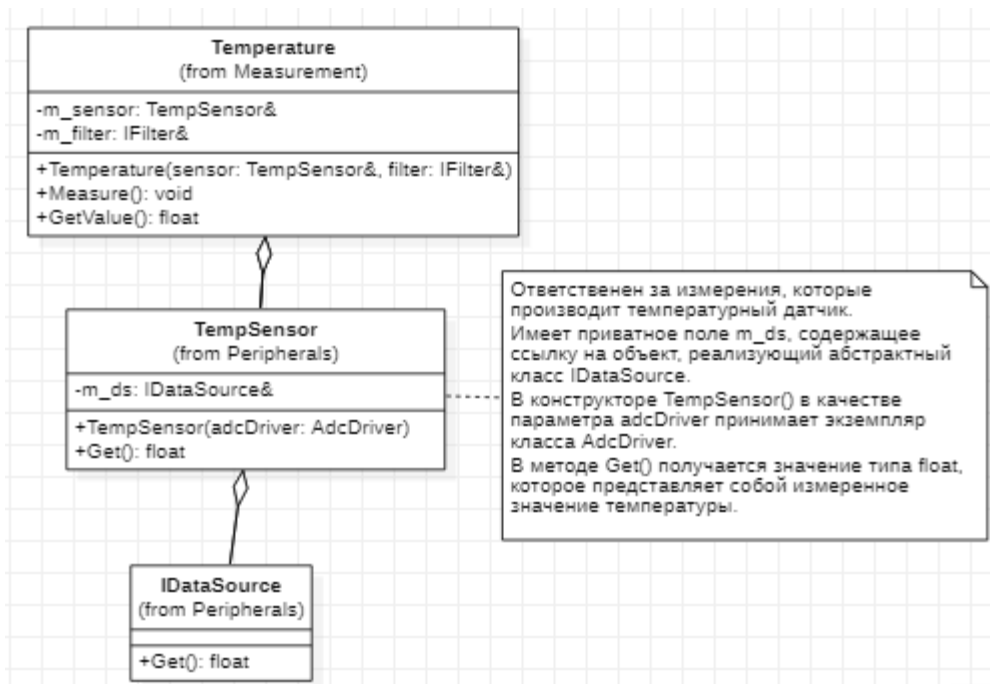 Temperature
(from Measurement)
-m_sensor: TempSensor&
-m_filter: IFilter&
+Temperature(sensor: TempSensor&, filter: IFilter&)
+Measure(): void
+GetValue(): float
TempSensor
(from Peripherals)
-m_ds: IDataSource&
+TempSensor(adcDriver: AdcDriver)
+Get(): float
Ответственен за измерения, которые
производит температурный датчик.
Имеет приватное поле m_ds, содержащее
ссылку на объект, реализующий абстрактный
класс IDataSource.
В конструкторе TempSensor() в качестве
параметра adcDriver принимает экземпляр
класса AdcDriver.
В методе Get() получается значение типа float,
которое представляет собой измеренное
значение температуры.
IDataSource
(from Peripherals)
+Get(): float